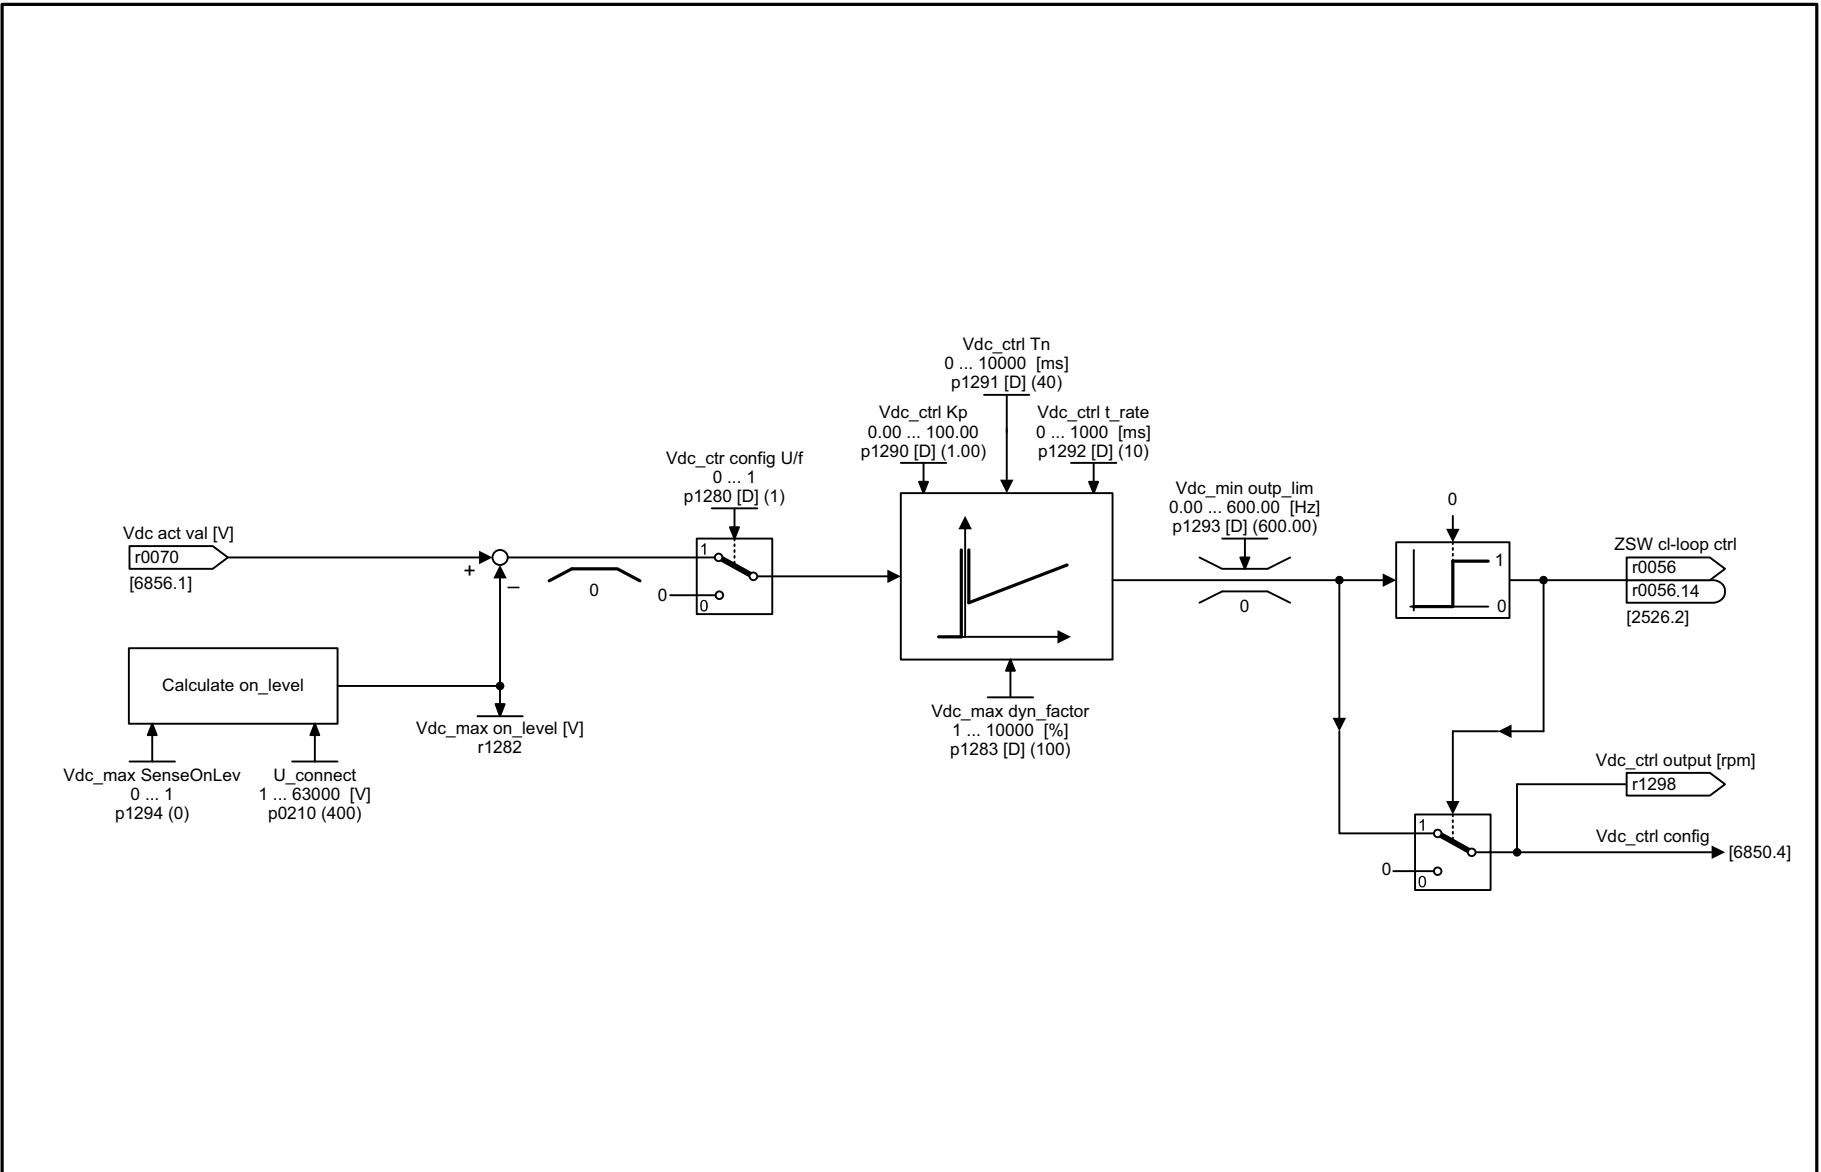 Vdc_ctrl Tn
0 ... 10000 [ms]
p1291 [D] (40)
Vdc_ctrl Kp
0.00 ... 100.00
p1290 [D] (1.00)
Vdc_ctrl t_rate
0 ... 1000 [ms]
p1292 [D] (10)
Vdc_ctr config U/f
0 ... 1
p1280 [D] (1)
Vdc_min outp_lim
0.00 ... 600.00 [Hz]
p1293 [D] (600.00)
0
Vdc act val [V]
r0070
[6856.1]
+
–
0
1
0
0
0
1
0
ZSW cl-loop ctrl
r0056
r0056.14
[2526.2]
Calculate on_level
Vdc_max on_level [V]
r1282
Vdc_max SenseOnLev
0 ... 1
p1294 (0)
U_connect
1 ... 63000 [V]
p0210 (400)
Vdc_max dyn_factor
1 ... 10000 [%]
p1283 [D] (100)
Vdc_ctrl output [rpm]
r1298
1
0
0
Vdc_ctrl config
[6850.4]